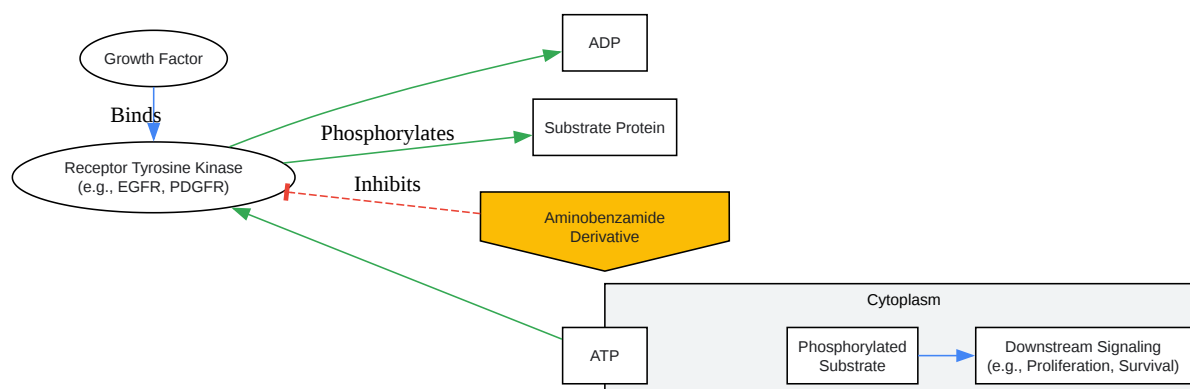 ADP
Growth Factor
Binds
Substrate Protein
Phosphorylates
Receptor Tyrosine Kinase
(e.g., EGFR, PDGFR)
Inhibits
Aminobenzamide
Derivative
Cytoplasm
ATP
Phosphorylated
Substrate
Downstream Signaling
(e.g., Proliferation, Survival)